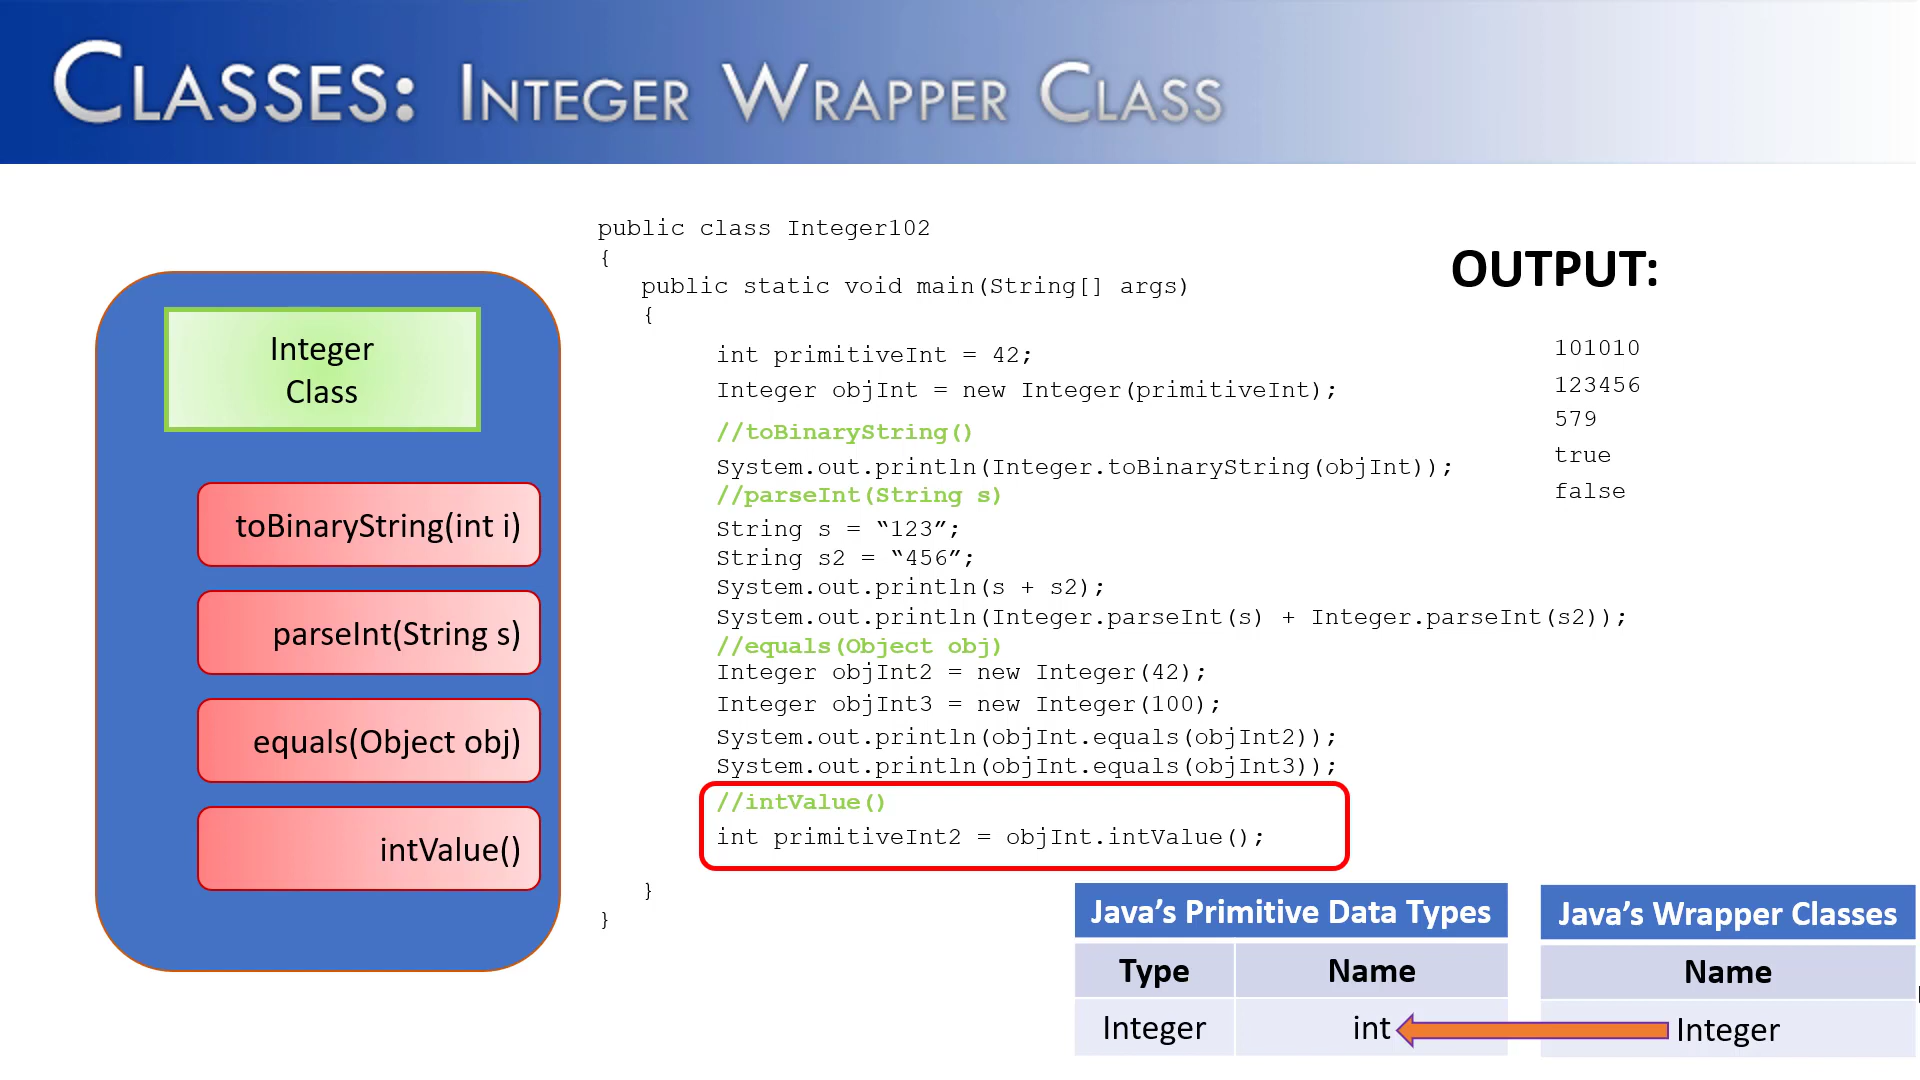 CLASSES: INTEGER WRAPPER CLASS
Integer
Class
toBinaryString(int i)
parseInt(String s)
equals(Object obj)
intValue()
public class Integer102
{
public static void main(String[] args)
{
int primitiveInt = 42;
Integer objInt = new Integer(primitiveInt);
//toBinaryString()
System.out.println(Integer.toBinaryString(objInt));
//parseInt(String s)
String s = “123”;
String s2 = “456”;
System.out.println(s + s2);
System.out.println(Integer.parseInt(s) + Integer.parseInt(s2));
//equals(Object obj)
Integer objInt2 = new Integer(42);
Integer objInt3 = new Integer(100);
System.out.println(objInt.equals(objInt2));
System.out.println(objInt.equals(objInt3));
//intValue()
int primitiveInt2 = objInt.intValue();
}
}
OUTPUT:
101010
123456
579
true
false
Java’s Primitive Data Types
Type Name
Integer int
Java’s Wrapper Classes
Name
Integer